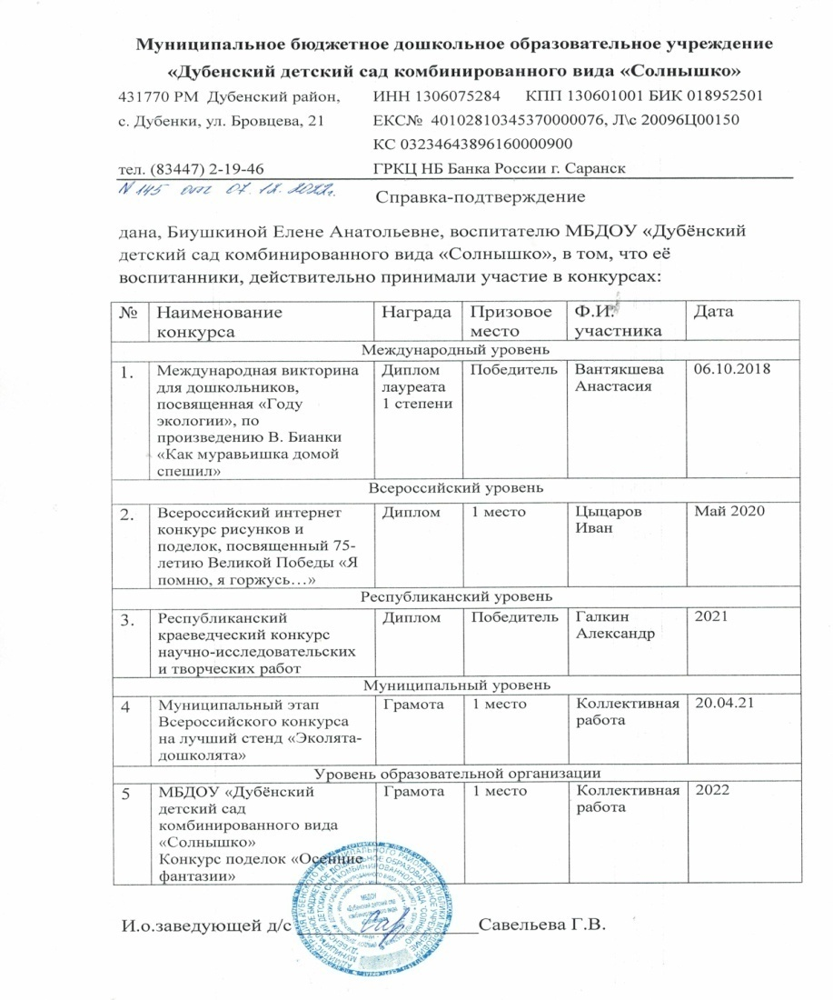 Муниципальное бюджетное дошкольное образовательное учреждение
«Дубенский детский сад комбинированного вида «Солнышко»
431770 РМ Дубенский район, ИНН 1306075284 КПП 130601001 БИК 018952501
с. Дубенки, ул. Бровцева, 21 ЕКС№ 40102810345370000076, Л\с 20096Ц00150
КС 03234643896160000900
тел. (83447) 2-19-46 ГРКЦ НБ Банка России г. Саранск
N 145 от 07.12.2022г.
Справка-подтверждение
дана, Биушкиной Елене Анатольевне, воспитателю МБДОУ «Дубёнский
детский сад комбинированного вида «Солнышко», в том, что её
воспитанники, действительно принимали участие в конкурсах:
№ Наименование Награда Призовое Ф.И. Дата
конкурса место участника
Международный уровень
1. Международная викторина Диплом Победитель Вантякшева 06.10.2018
для дошкольников, лауреата Анастасия
посвященная «Году 1 степени
экологии», по
произведению В. Бианки
«Как муравьишка домой
спешил»
Всероссийский уровень
2. Всероссийский интернет Диплом 1 место Цыцаров Май 2020
конкурс рисунков и Иван
поделок, посвященный 75-
летию Великой Победы «Я
помню, я горжусь…»
Республиканский уровень
3. Республиканский Диплом Победитель Галкин 2021
краеведческий конкурс Александр
научно-исследовательских
и творческих работ
Муниципальный уровень
4 Муниципальный этап Грамота 1 место Коллективная 20.04.21
Всероссийского конкурса работа
на лучший стенд «Эколята-
дошколята»
Уровень образовательной организации
5 МБДОУ «Дубёнский Грамота 1 место Коллективная 2022
детский сад работа
комбинированного вида
«Солнышко»
Конкурс поделок «Осенние
фантазии»
МБДОУ
«Дубенский детский сад
комбинированного вида
И.о.заведующей д/с Савельева Г.В.